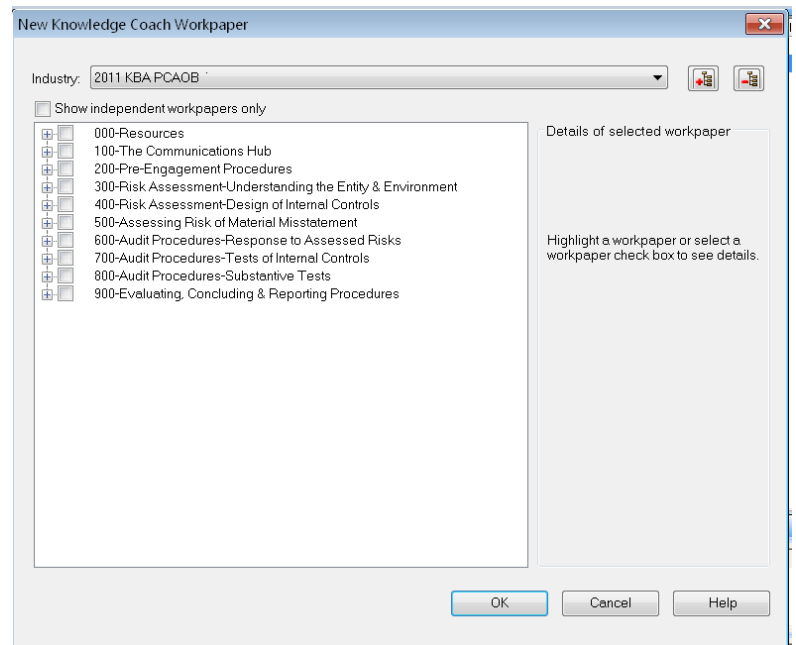 New Knowledge Coach Workpaper
Industry: 2011 KBA PCAOB
Show independent workpapers only
000-Resources
100-The Communications Hub
200-Pre-Engagement Procedures
300-Risk Assessment-Understanding the Entity & Environment
400-Risk Assessment-Design of Internal Controls
500-Assessing Risk of Material Misstatement
600-Audit Procedures-Response to Assessed Risks
700-Audit Procedures-Tests of Internal Controls
800-Audit Procedures-Substantive Tests
900-Evaluating, Concluding & Reporting Procedures
Details of selected workpaper
Highlight a workpaper or select a
workpaper check box to see details.
OK Cancel Help